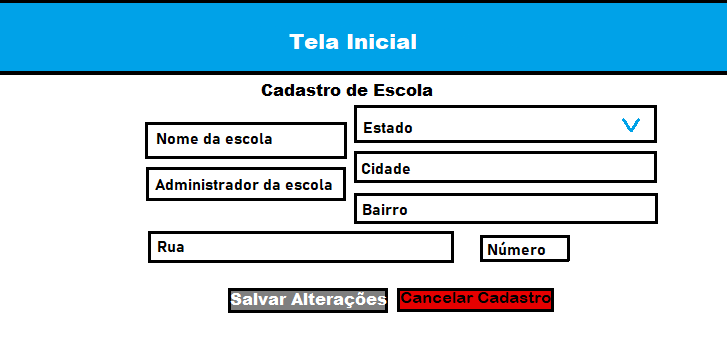 Tela Inicial
Cadastro de Escola
Nome da escola
Estado
Administrador da escola
Cidade
Bairro
Rua
Número
Salvar Alterações
Cancelar Cadastro